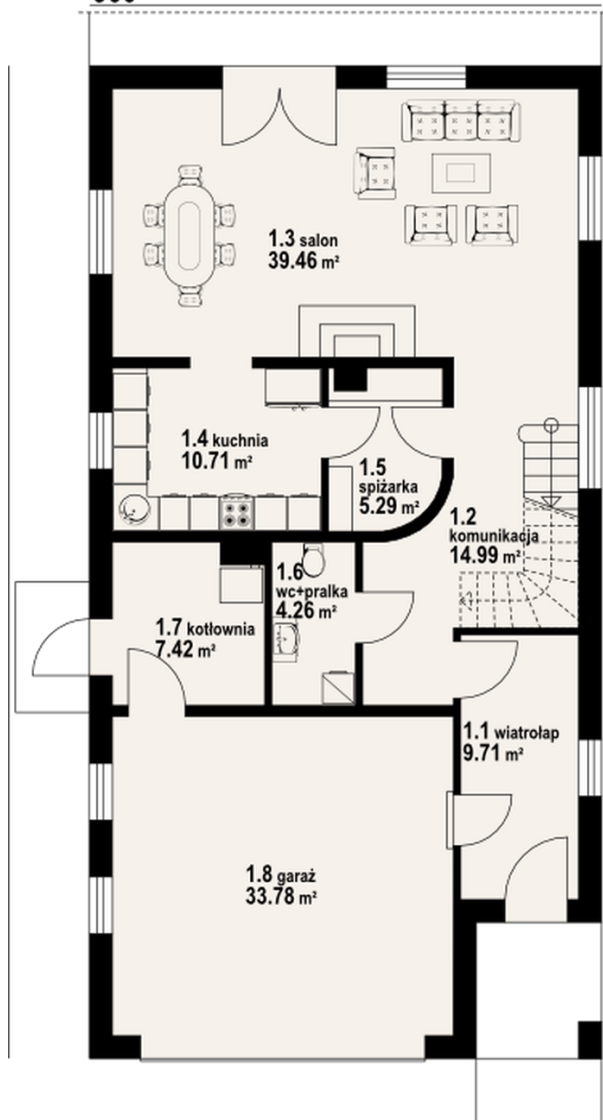 1.3 salon
39.46 m²
1.4 kuchnia
10.71 m²
1.5
spiżarka
5.29 m²
1.2
komunikacja
14.99 m²
1.6
wc+pralka
4.26 m²
1.7 kotłownia
7.42 m²
1.1 wiatrołap
9.71 m²
1.8 garaż
33.78 m²